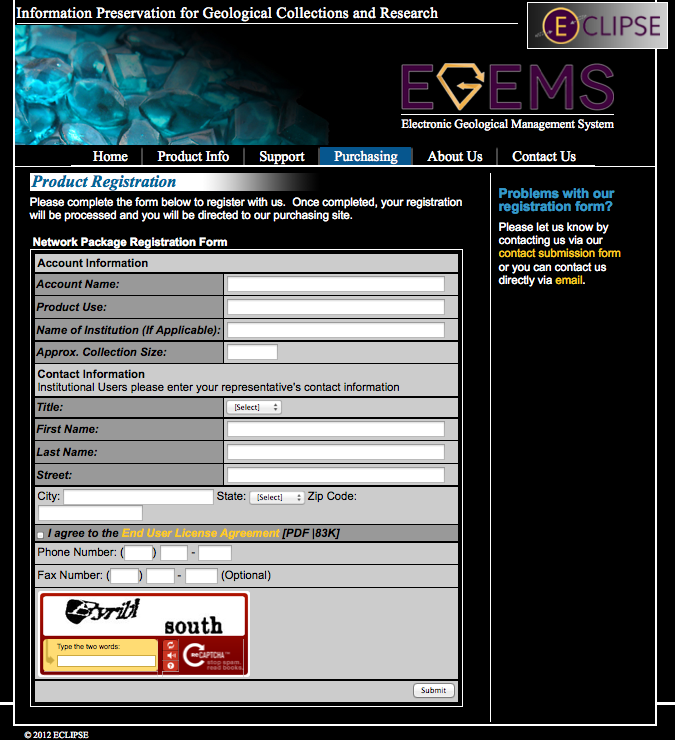 Information Preservation for Geological Collections and Research
ECLIPSE
EGEMS
Electronic Geological Management System
Home Product Info Support Purchasing About Us Contact Us
Product Registration
Please complete the form below to register with us. Once completed, your registration
will be processed and you will be directed to our purchasing site.
Network Package Registration Form
Account Information
Account Name:
Product Use:
Name of Institution (If Applicable):
Approx. Collection Size:
Contact Information
Institutional Users please enter your representative's contact information
Title: [Select]
First Name:
Last Name:
Street:
City: State: [Select] Zip Code:
I agree to the End User License Agreement [PDF |83K]
Phone Number: ( ) -
Fax Number: ( ) - (Optional)
south
Type the two words:
reCAPTCHA™
stop spam.
read books.
Submit
Problems with our
registration form?
Please let us know by
contacting us via our
contact submission form
or you can contact us
directly via email.
© 2012 ECLIPSE